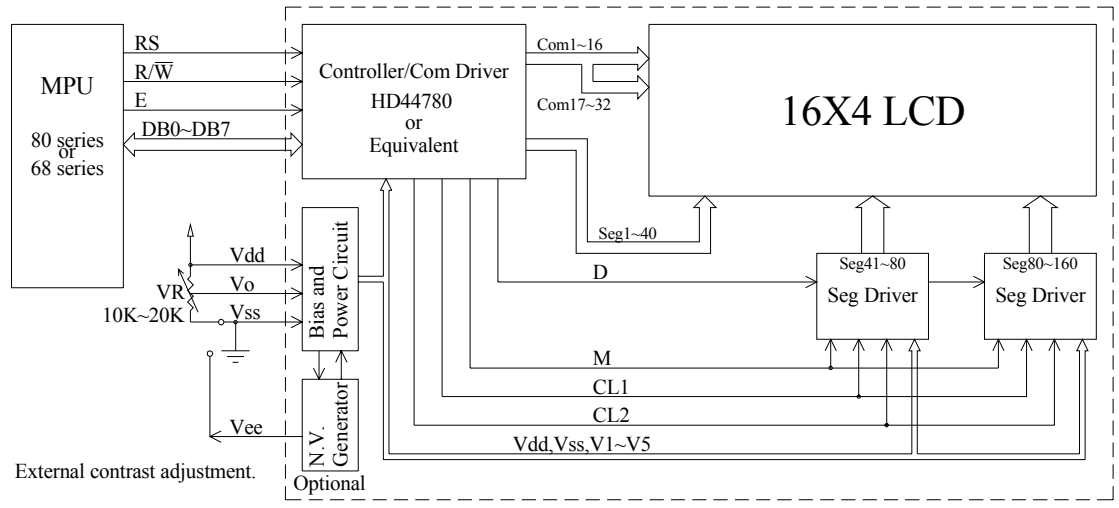 MPU
80 series
or
68 series
RS
R/W̅
E
DB0~DB7
Controller/Com Driver
HD44780
or
Equivalent
Com1~16
Com17~32
16X4 LCD
Seg1~40
D
Seg41~80
Seg Driver
Seg80~160
Seg Driver
Vdd
Vo
Vss
VR
10K~20K
Bias and
Power Circuit
M
CL1
CL2
Vdd,Vss,V1~V5
N.V.
Generator
Vee
Optional
External contrast adjustment.